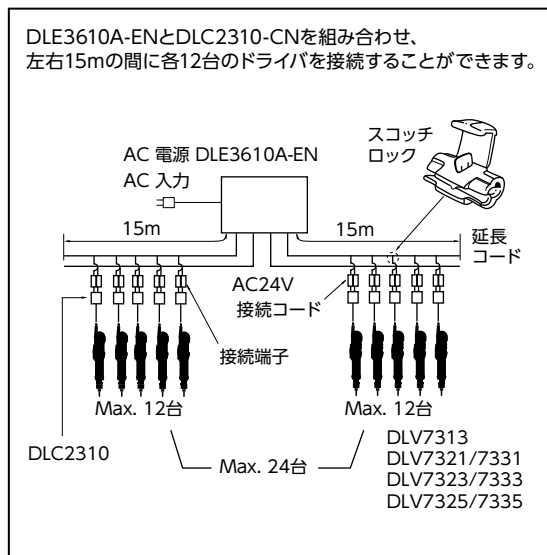 DLE3610A-ENとDLC2310-CNを組み合わせ、
左右15mの間に各12台のドライバを接続することができます。
スコッチ
ロック
AC 電源 DLE3610A-EN
AC 入力
15m
15m
延長
コード
AC24V
接続コード
接続端子
Max. 12台
Max. 12台
DLC2310
Max. 24台
DLV7313
DLV7321/7331
DLV7323/7333
DLV7325/7335